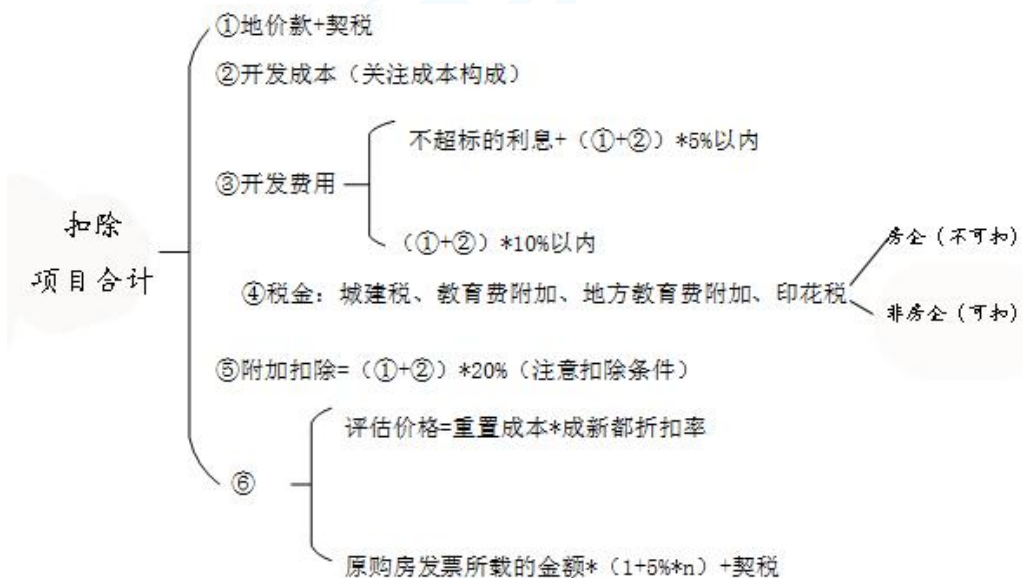 ①地价款+契税
②开发成本（关注成本构成）
不超标的利息+（①+②）*5%以内
③开发费用
（①+②）*10%以内
扣除
项目合计
房企（不可扣）
④税金：城建税、教育费附加、地方教育费附加、印花税
非房企（可扣）
⑤附加扣除=（①+②）*20%（注意扣除条件）
评估价格=重置成本*成新都折扣率
⑥
原购房发票所载的金额*（1+5%*n）+契税